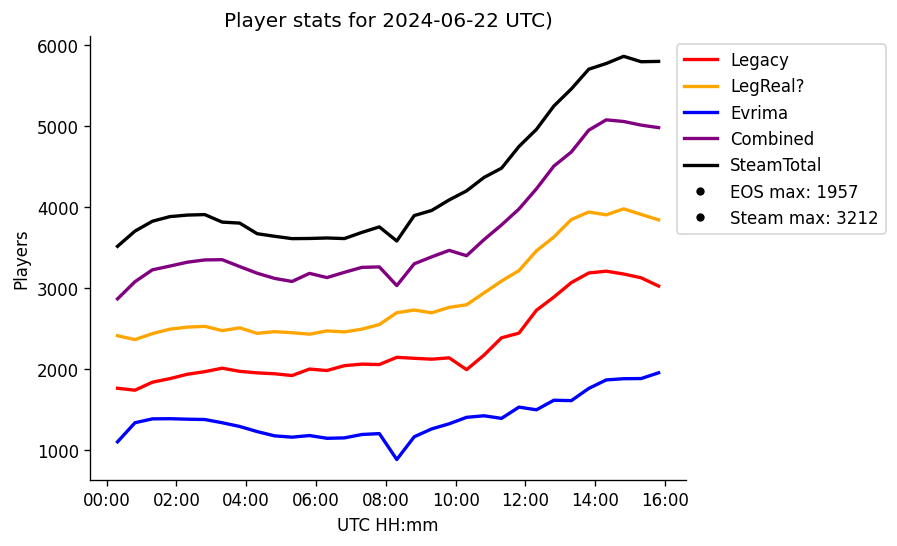 Player stats for 2024-06-22 UTC)
6000
5000
4000
3000
2000
1000
Players
00:00 02:00 04:00 06:00 08:00 10:00 12:00 14:00 16:00
UTC HH:mm
Legacy
LegReal?
Evrima
Combined
SteamTotal
EOS max: 1957
Steam max: 3212